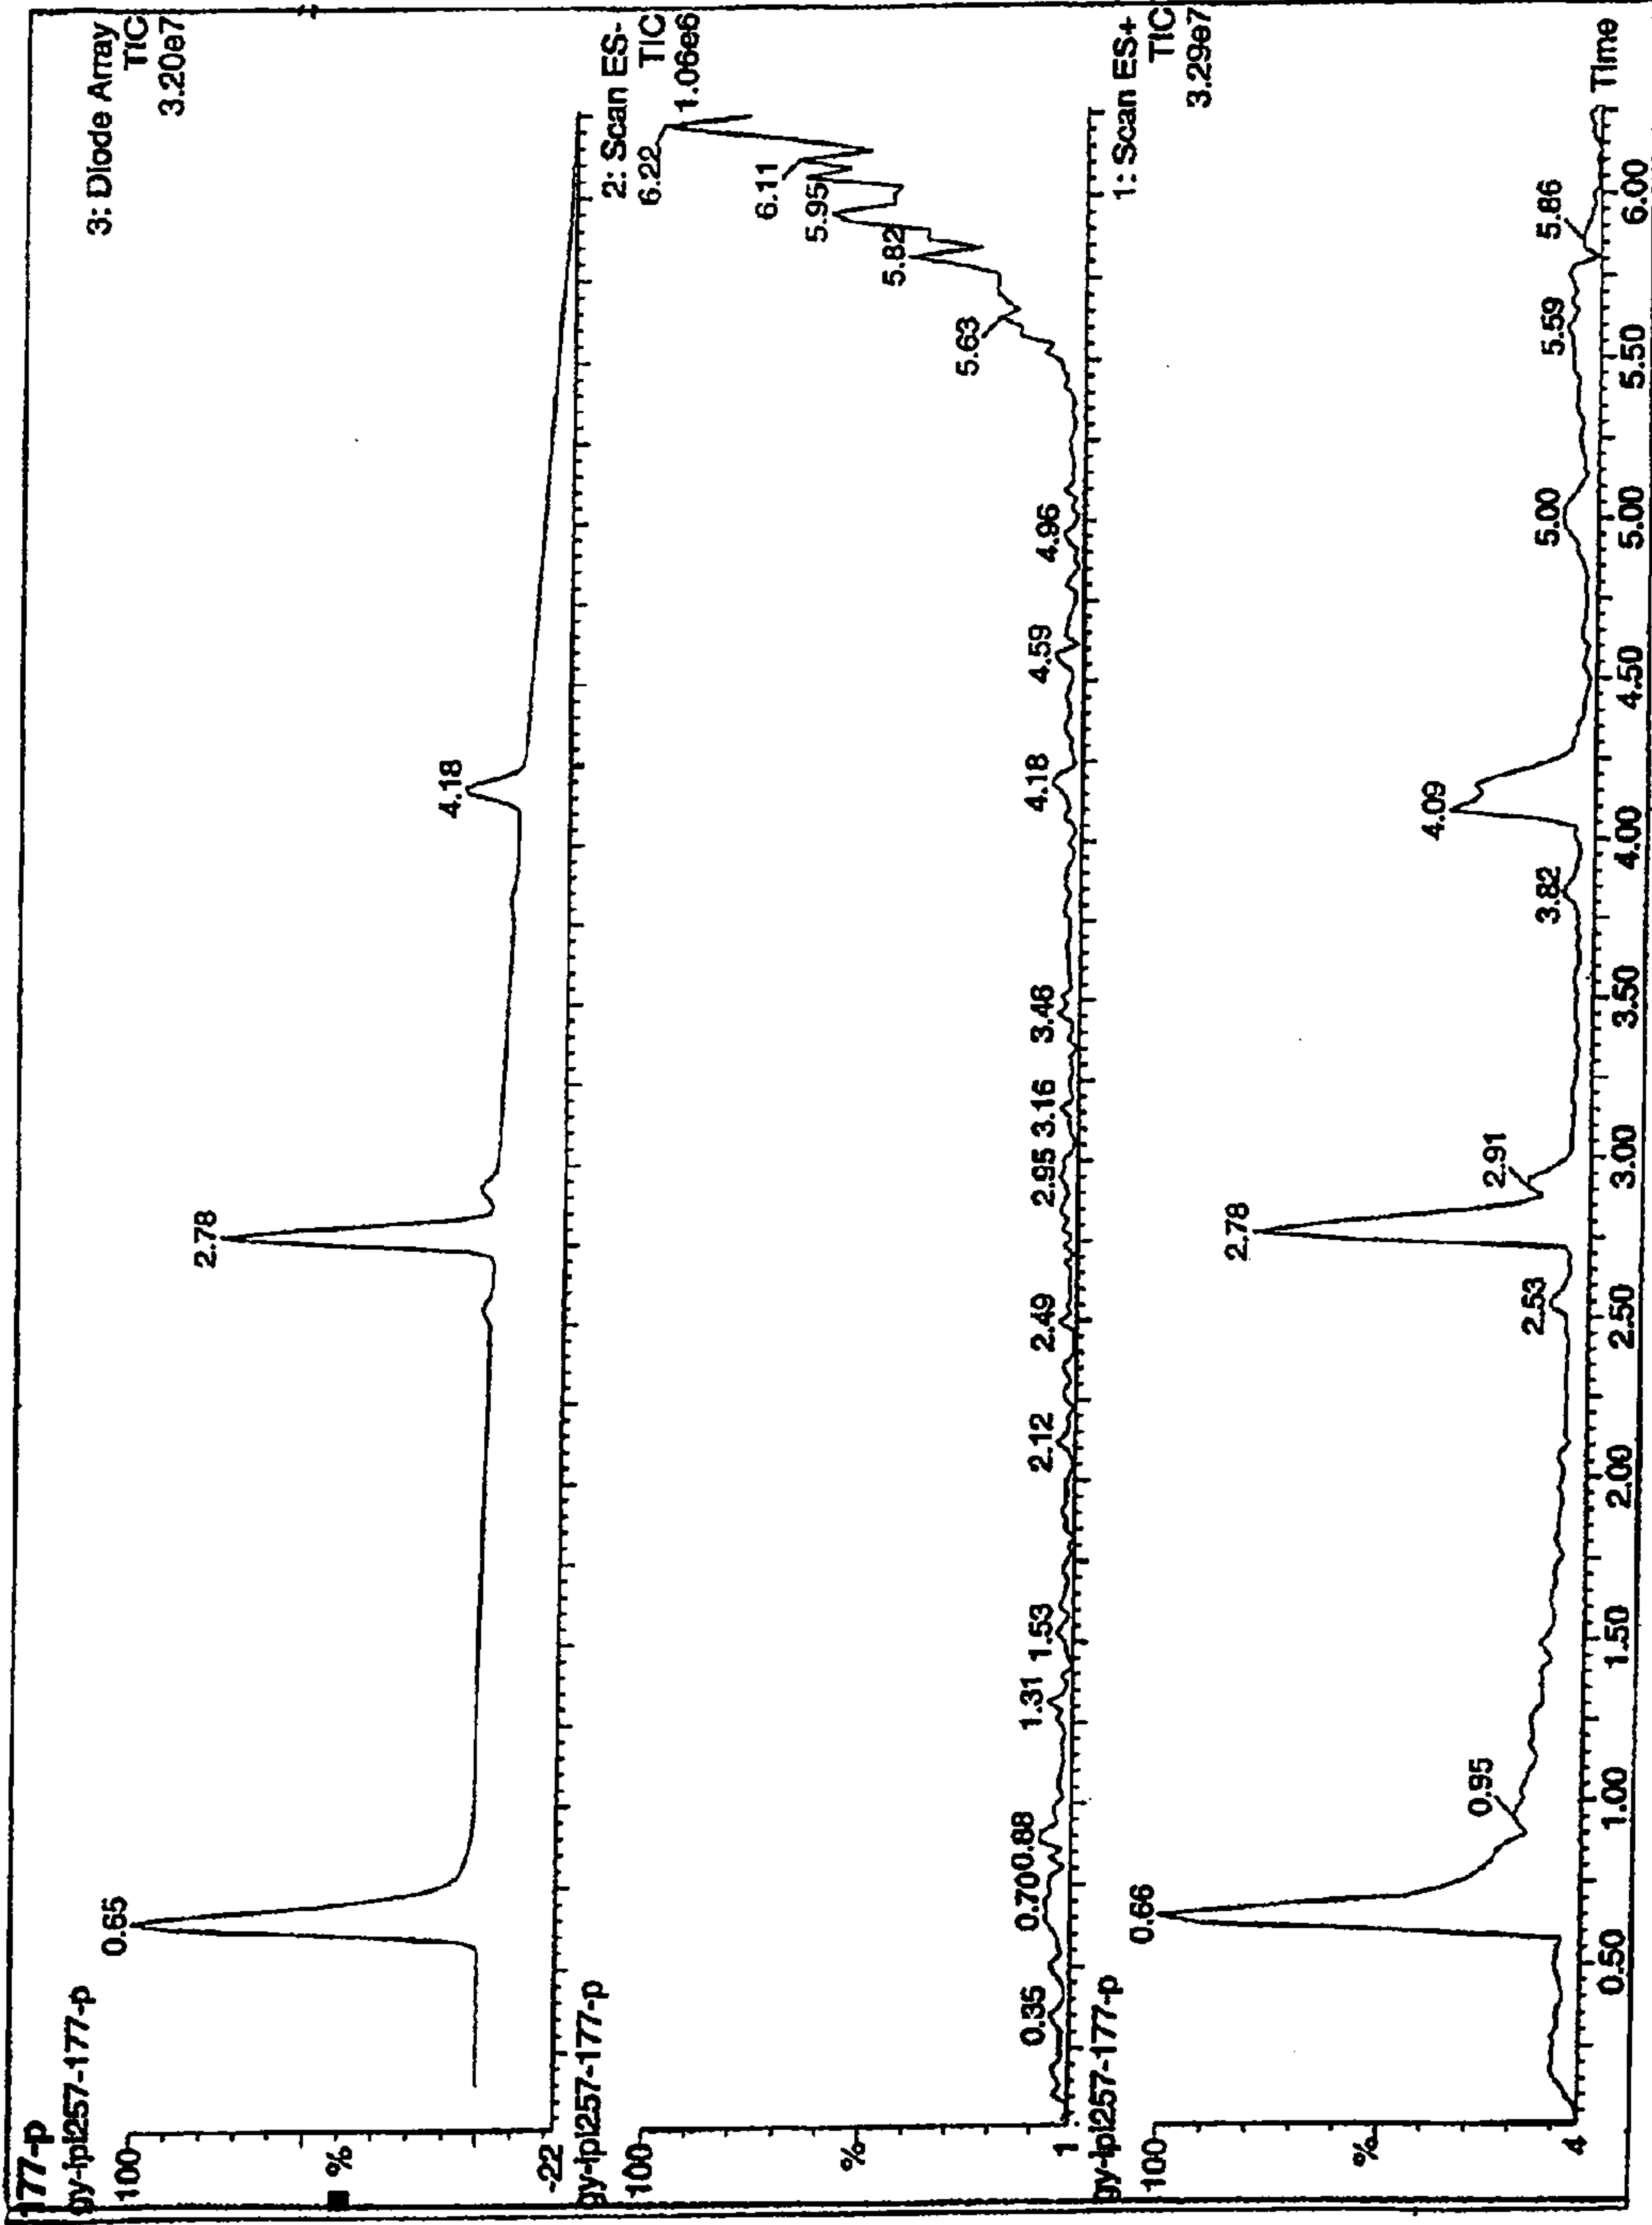 177-p
gy-lpl257-177-p
3: Diode Array
TIC
3.20e7
100
%
-22
0.65
2.78
4.18
gy-lpl257-177-p
2: Scan ES-
TIC
1.06e6
100
%
1
0.35
0.70
0.88
1.31
1.53
2.12
2.49
2.95
3.16
3.48
4.18
4.59
4.96
5.63
5.82
5.95
6.11
6.22
gy-lpl257-177-p
1: Scan ES+
TIC
3.29e7
100
%
4
0.66
0.95
2.53
2.78
2.91
3.82
4.09
5.00
5.59
5.86
0.50 1.00 1.50 2.00 2.50 3.00 3.50 4.00 4.50 5.00 5.50 6.00 Time